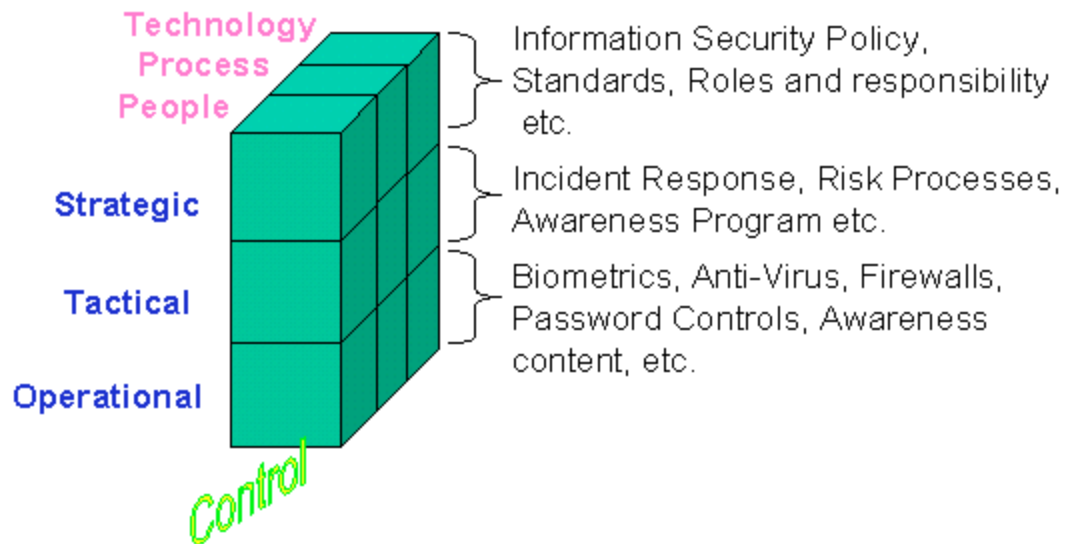 Technology
Process
People
Strategic
Tactical
Operational
Control
Information Security Policy,
Standards, Roles and responsibility
etc.
Incident Response, Risk Processes,
Awareness Program etc.
Biometrics, Anti-Virus, Firewalls,
Password Controls, Awareness
content, etc.